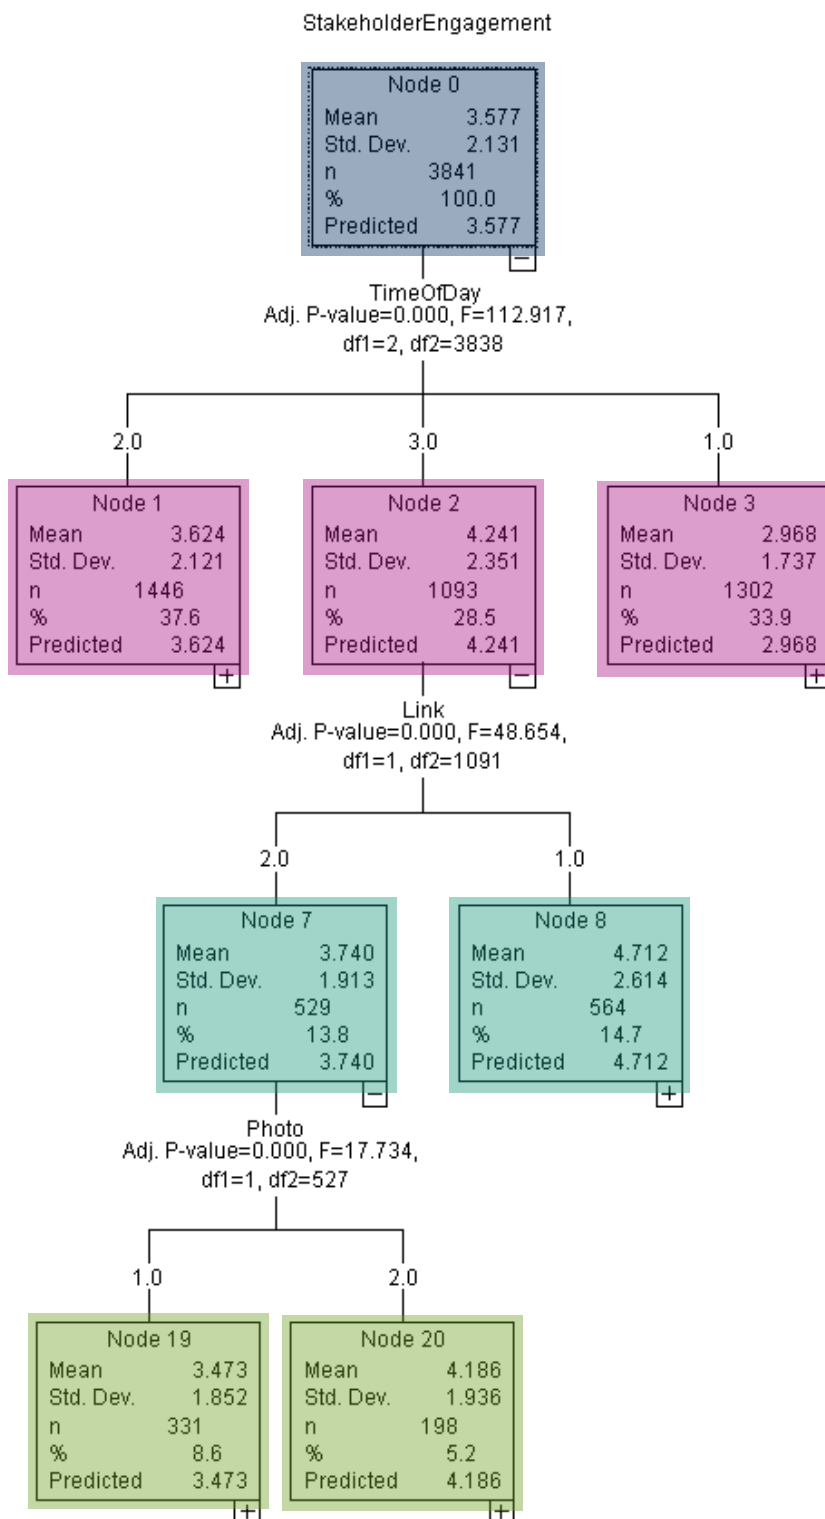 StakeholderEngagement
Node 0
Mean 3.577
Std. Dev. 2.131
n 3841
% 100.0
Predicted 3.577
TimeOfDay
Adj. P-value=0.000, F=112.917,
df1=2, df2=3838
2.0 3.0 1.0
Node 1
Mean 3.624
Std. Dev. 2.121
n 1446
% 37.6
Predicted 3.624
Node 2
Mean 4.241
Std. Dev. 2.351
n 1093
% 28.5
Predicted 4.241
Node 3
Mean 2.968
Std. Dev. 1.737
n 1302
% 33.9
Predicted 2.968
Link
Adj. P-value=0.000, F=48.654,
df1=1, df2=1091
2.0 1.0
Node 7
Mean 3.740
Std. Dev. 1.913
n 529
% 13.8
Predicted 3.740
Node 8
Mean 4.712
Std. Dev. 2.614
n 564
% 14.7
Predicted 4.712
Photo
Adj. P-value=0.000, F=17.734,
df1=1, df2=527
1.0 2.0
Node 19
Mean 3.473
Std. Dev. 1.852
n 331
% 8.6
Predicted 3.473
Node 20
Mean 4.186
Std. Dev. 1.936
n 198
% 5.2
Predicted 4.186